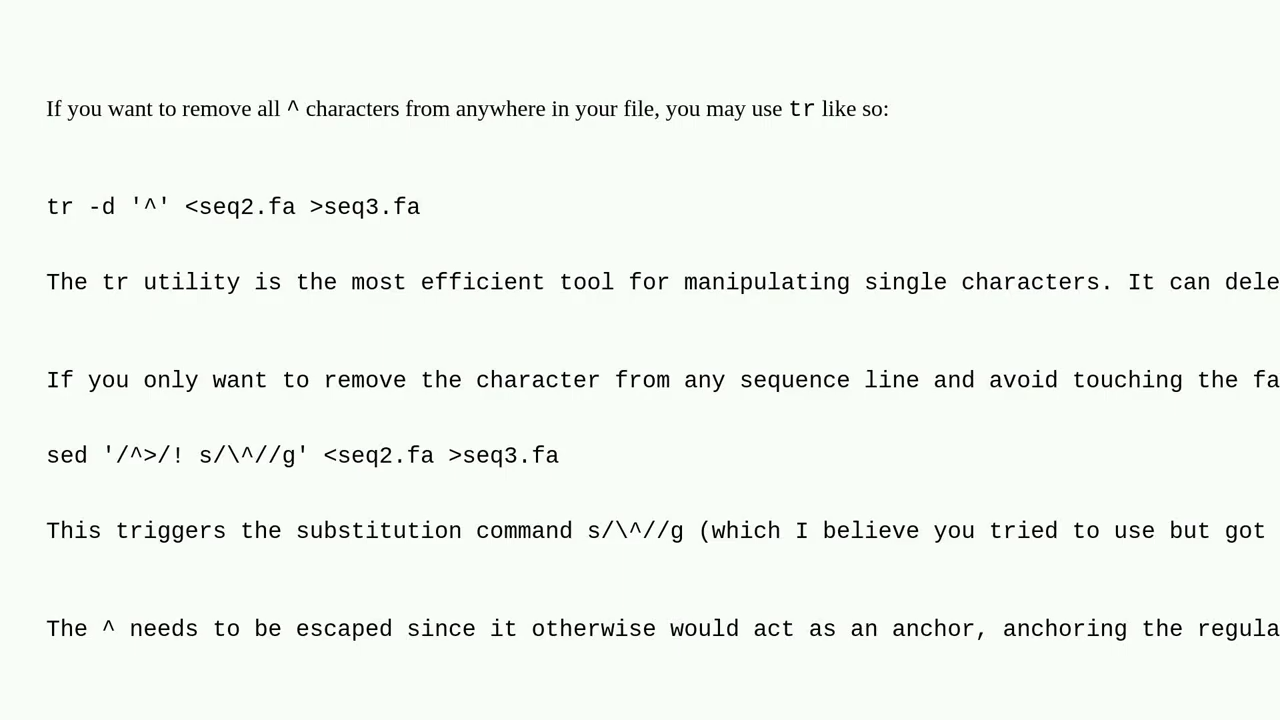 If you want to remove all ^ characters from anywhere in your file, you may use tr like so:
tr -d '^' <seq2.fa >seq3.fa
The tr utility is the most efficient tool for manipulating single characters. It can dele
If you only want to remove the character from any sequence line and avoid touching the fa
sed '/^>/! s/\^//g' <seq2.fa >seq3.fa
This triggers the substitution command s/\^//g (which I believe you tried to use but got
The ^ needs to be escaped since it otherwise would act as an anchor, anchoring the regula